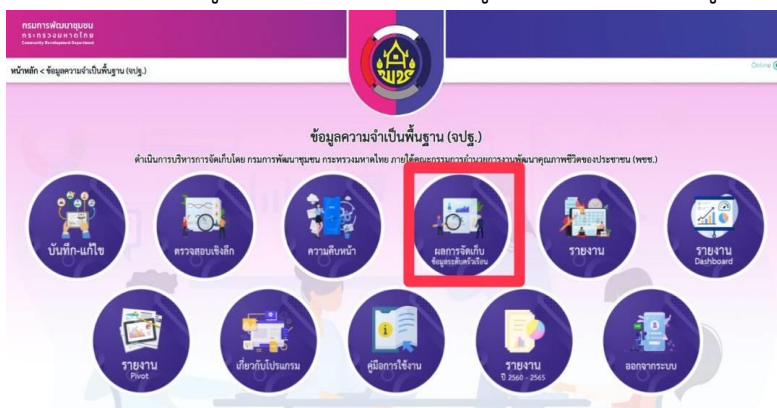 กรมการพัฒนาชุมชน
กระทรวงมหาดไทย
Community Development Department
หน้าหลัก < ข้อมูลความจำเป็นพื้นฐาน (จปฐ.)
Online
พช
ข้อมูลความจำเป็นพื้นฐาน (จปฐ.)
ดำเนินการบริหารการจัดเก็บโดย กรมการพัฒนาชุมชน กระทรวงมหาดไทย ภายใต้คณะกรรมการอำนวยการงานพัฒนาคุณภาพชีวิตของประชาชน (พชช.)
บันทึก-แก้ไข
ตรวจสอบเชิงลึก
ความคืบหน้า
ผลการจัดเก็บ
ข้อมูลระดับครัวเรือน
รายงาน
รายงาน
Dashboard
รายงาน
Pivot
เกี่ยวกับโปรแกรม
คู่มือการใช้งาน
รายงาน
ปี 2560 - 2565
ออกจากระบบ